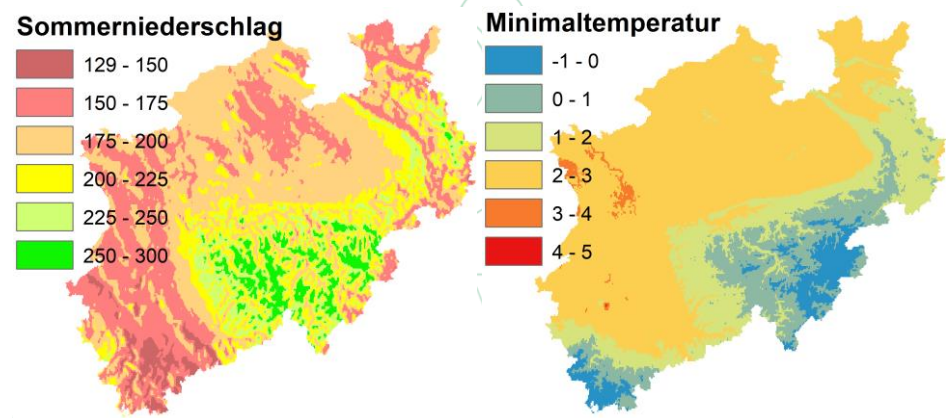 Sommerniederschlag
129 - 150
150 - 175
175 - 200
200 - 225
225 - 250
250 - 300
Minimaltemperatur
-1 - 0
0 - 1
1 - 2
2 - 3
3 - 4
4 - 5